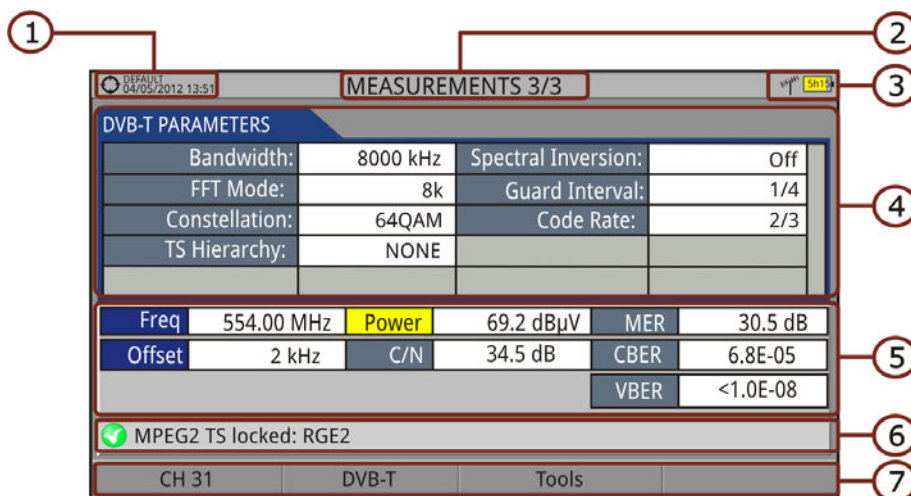 1
2
DEFAULT
04/05/2012 13:51
MEASUREMENTS 3/3
5h15
3
DVB-T PARAMETERS
Bandwidth: 8000 kHz Spectral Inversion: Off
FFT Mode: 8k Guard Interval: 1/4
Constellation: 64QAM Code Rate: 2/3
TS Hierarchy: NONE
4
Freq 554.00 MHz Power 69.2 dBµV MER 30.5 dB
Offset 2 kHz C/N 34.5 dB CBER 6.8E-05
VBER <1.0E-08
5
MPEG2 TS locked: RGE2
6
CH 31 DVB-T Tools
7